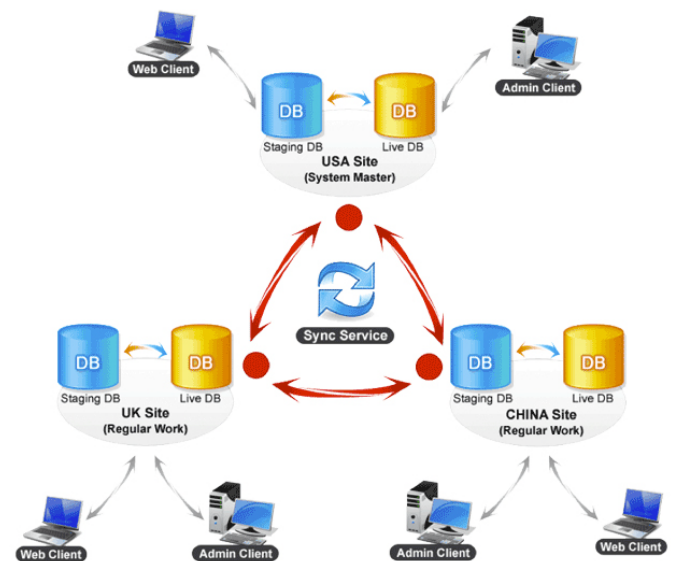 Web Client
Admin Client
DB
DB
Staging DB
Live DB
USA Site
(System Master)
Sync Service
DB
DB
DB
DB
Staging DB
Live DB
Staging DB
Live DB
UK Site
(Regular Work)
CHINA Site
(Regular Work)
Web Client
Admin Client
Admin Client
Web Client